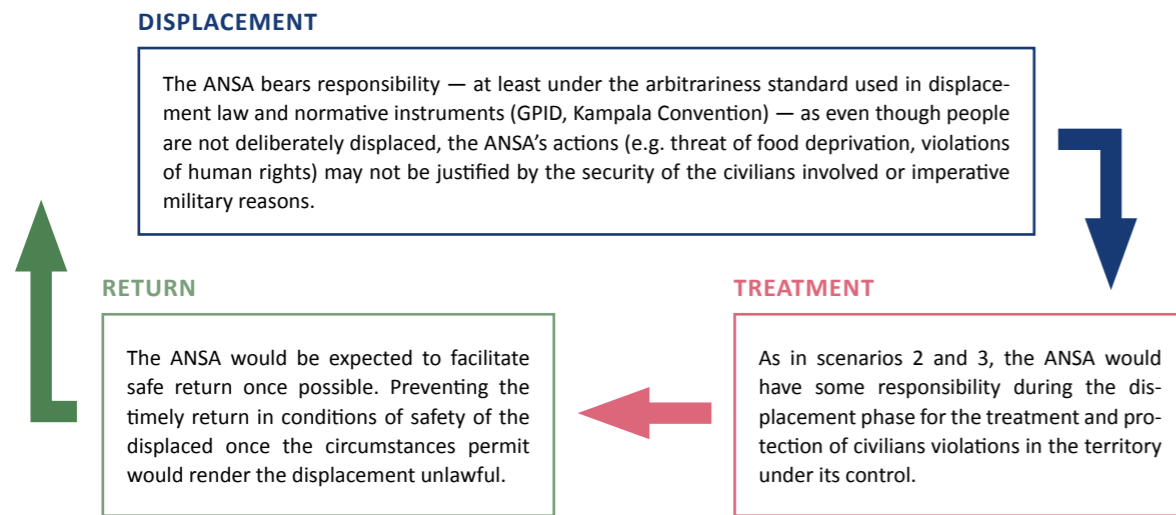 DISPLACEMENT
The ANSA bears responsibility — at least under the arbitrariness standard used in displace-
ment law and normative instruments (GPID, Kampala Convention) — as even though people
are not deliberately displaced, the ANSA’s actions (e.g. threat of food deprivation, violations
of human rights) may not be justified by the security of the civilians involved or imperative
military reasons.
RETURN
The ANSA would be expected to facilitate
safe return once possible. Preventing the
timely return in conditions of safety of the
displaced once the circumstances permit
would render the displacement unlawful.
TREATMENT
As in scenarios 2 and 3, the ANSA would
have some responsibility during the dis-
placement phase for the treatment and pro-
tection of civilians violations in the territory
under its control.